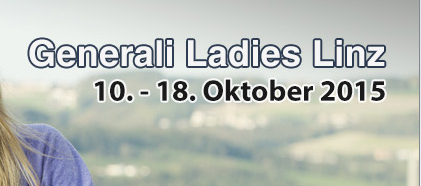 Generali Ladies Linz
10. - 18. Oktober 2015